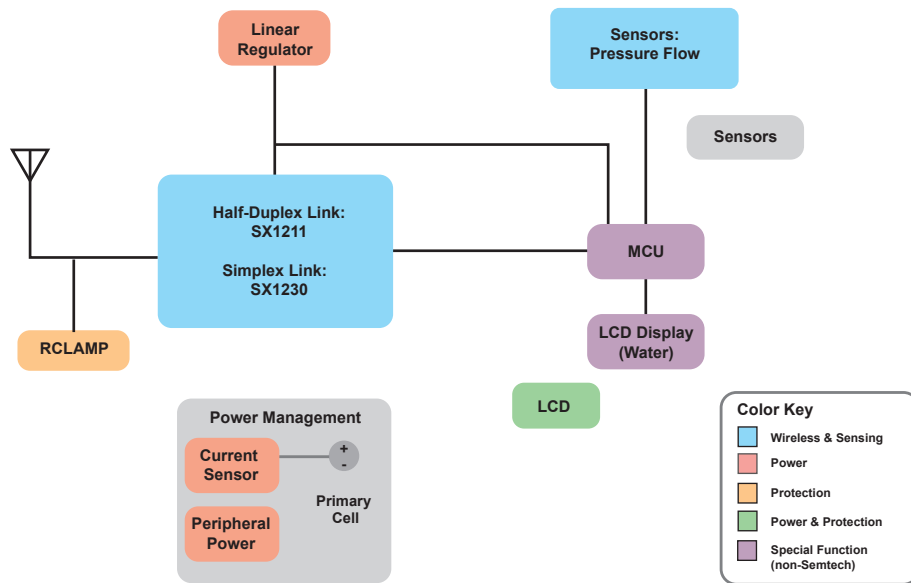 Linear
Regulator
Sensors:
Pressure Flow
Sensors
Half-Duplex Link:
SX1211
Simplex Link:
SX1230
MCU
RCLAMP
LCD Display
(Water)
LCD
Power Management
Current
Sensor
+
-
Primary
Cell
Peripheral
Power
Color Key
Wireless & Sensing
Power
Protection
Power & Protection
Special Function
(non-Semtech)